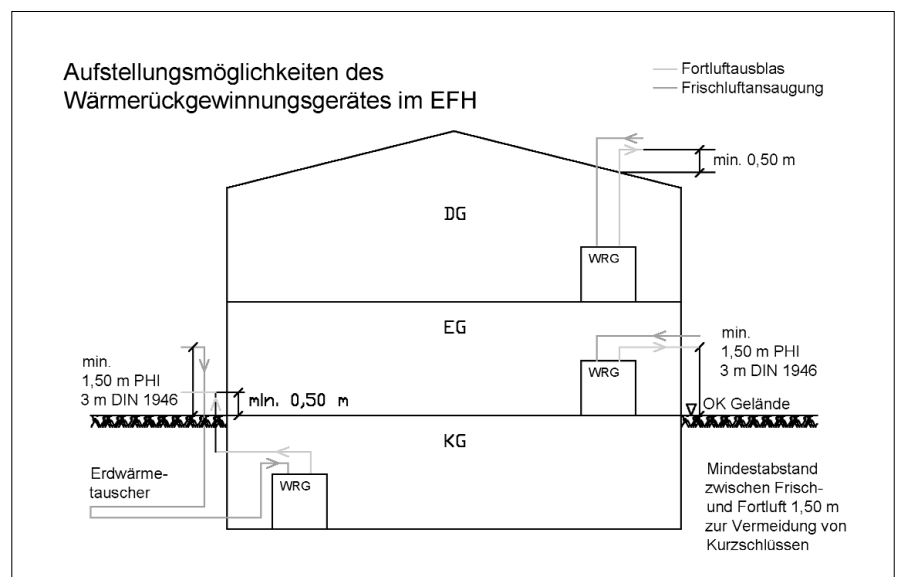 Aufstellungsmöglichkeiten des
Wärmerückgewinnungsgerätes im EFH
Fortluftausblas
Frischluftansaugung
min. 0,50 m
DG
WRG
EG
min.
1,50 m PHI
3 m DIN 1946
WRG
min.
1,50 m PHI
3 m DIN 1946
min. 0,50 m
OK Gelände
KG
Erdwärme-
tauscher
WRG
Mindestabstand
zwischen Frisch-
und Fortluft 1,50 m
zur Vermeidung von
Kurzschlüssen